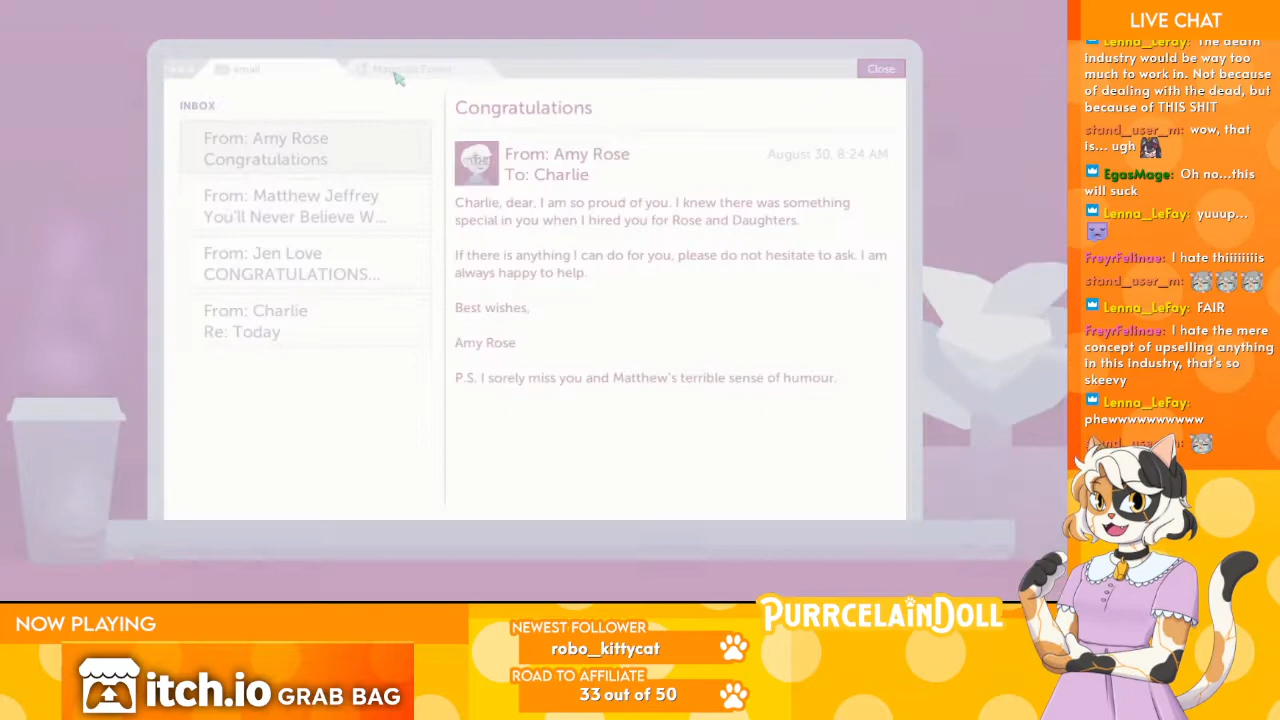 email
Close
INBOX
From: Amy Rose
Congratulations
From: Matthew Jeffrey
You'll Never Believe W...
From: Jen Love
CONGRATULATIONS...
From: Charlie
Re: Today
Congratulations
From: Amy Rose
August 30, 8:24 AM
To: Charlie
Charlie, dear, I am so proud of you. I knew there was something
special in you when I hired you for Rose and Daughters.
If there is anything I can do for you, please do not hesitate to ask. I am
always happy to help.
Best wishes,
Amy Rose
P.S. I sorely miss you and Matthew's terrible sense of humour.
LIVE CHAT
Lenna_LeFay: The death
industry would be way too
much to work in. Not because
of dealing with the dead, but
because of THIS SHIT
stand_user_m: wow, that
is... ugh
EgasMage: Oh no...this
will suck
Lenna_LeFay: yuuup...
FreyrFelinae: I hate thiiiiiiis
stand_user_m:
Lenna_LeFay: FAIR
FreyrFelinae: I hate the mere
concept of upselling anything
in this industry, that's so
skeevy
Lenna_LeFay:
phewwwwwwwwww
stand_user_m:
NOW PLAYING
itch.io GRAB BAG
NEWEST FOLLOWER
robo_kittycat
ROAD TO AFFILIATE
33 out of 50
PURRCELAINDOLL